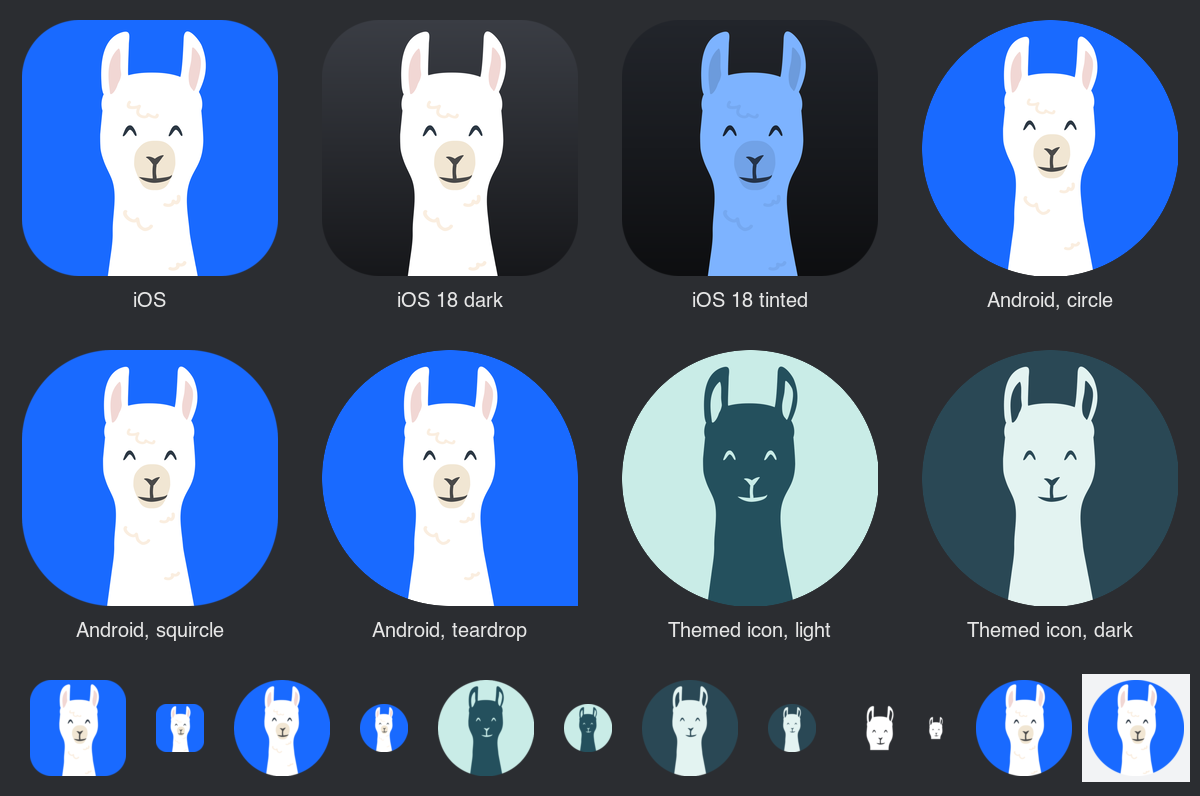 iOS
iOS 18 dark
iOS 18 tinted
Android, circle
Android, squircle
Android, teardrop
Themed icon, light
Themed icon, dark